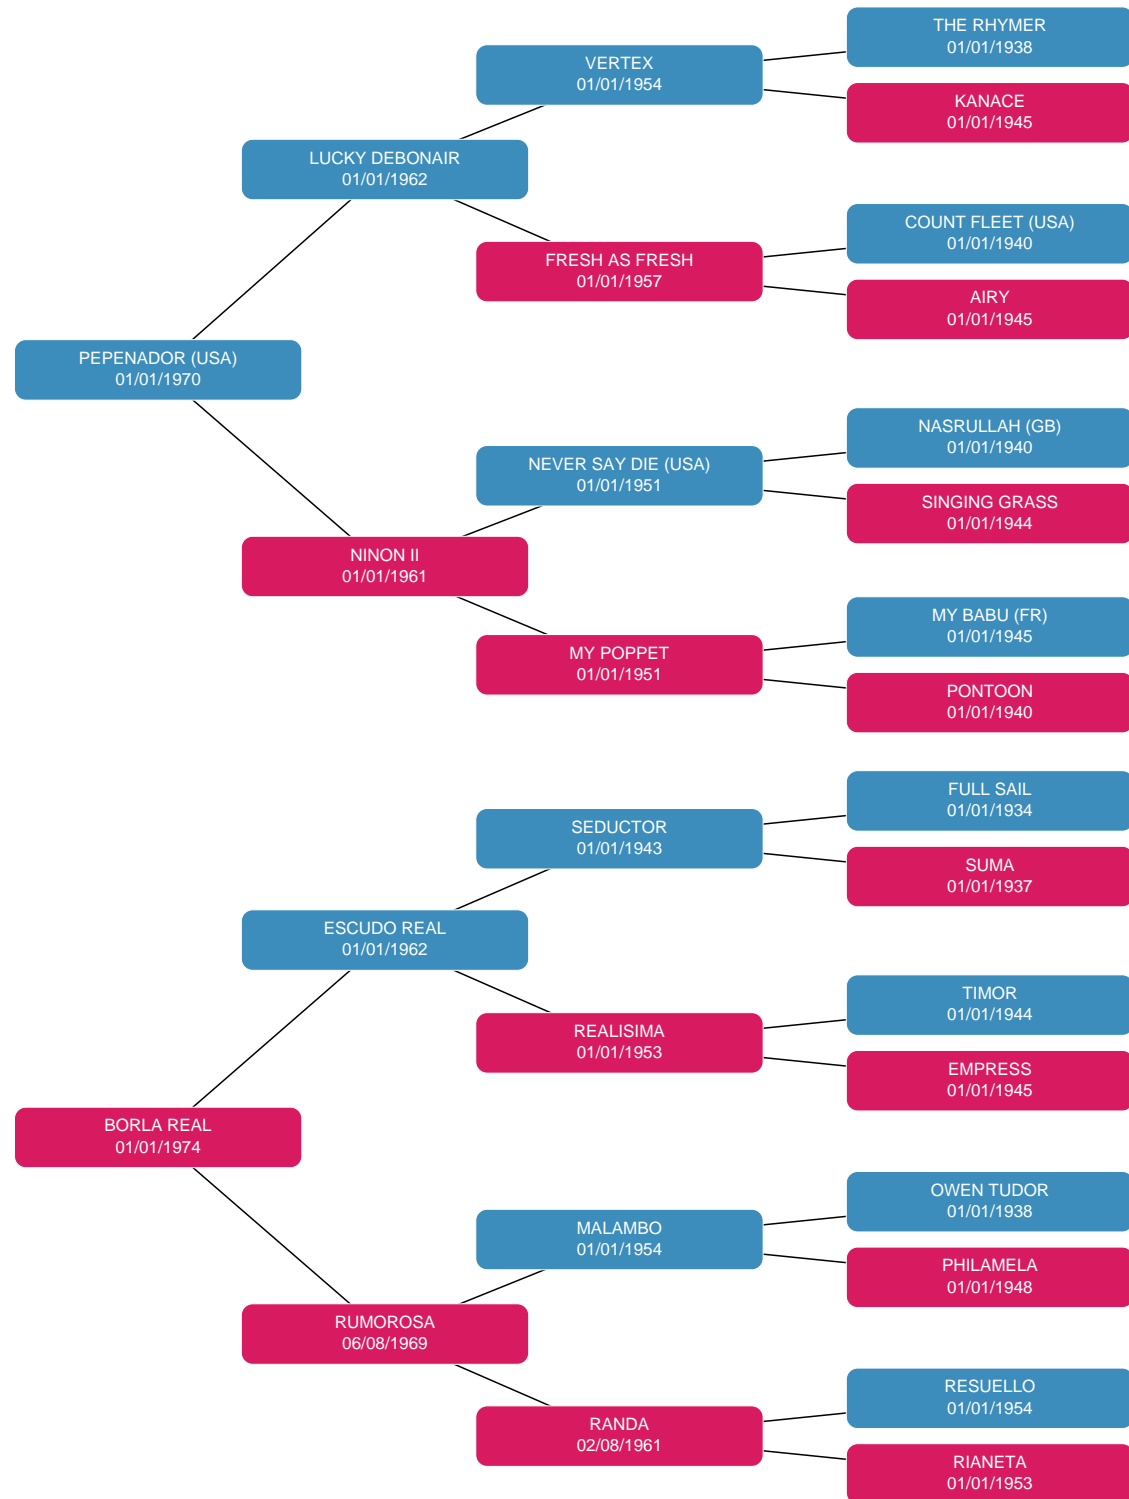 THE RHYMER
01/01/1938
VERTEX
01/01/1954
KANACE
01/01/1945
LUCKY DEBONAIR
01/01/1962
COUNT FLEET (USA)
01/01/1940
FRESH AS FRESH
01/01/1957
AIRY
01/01/1945
PEPENADOR (USA)
01/01/1970
NASRULLAH (GB)
01/01/1940
NEVER SAY DIE (USA)
01/01/1951
SINGING GRASS
01/01/1944
NINON II
01/01/1961
MY BABU (FR)
01/01/1945
MY POPPET
01/01/1951
PONTOON
01/01/1940
FULL SAIL
01/01/1934
SEDUCTOR
01/01/1943
SUMA
01/01/1937
ESCUDO REAL
01/01/1962
TIMOR
01/01/1944
REALISIMA
01/01/1953
EMPRESS
01/01/1945
BORLA REAL
01/01/1974
OWEN TUDOR
01/01/1938
MALAMBO
01/01/1954
PHILAMELA
01/01/1948
RUMOROSA
06/08/1969
RESUELLO
01/01/1954
RANDA
02/08/1961
RIANETA
01/01/1953